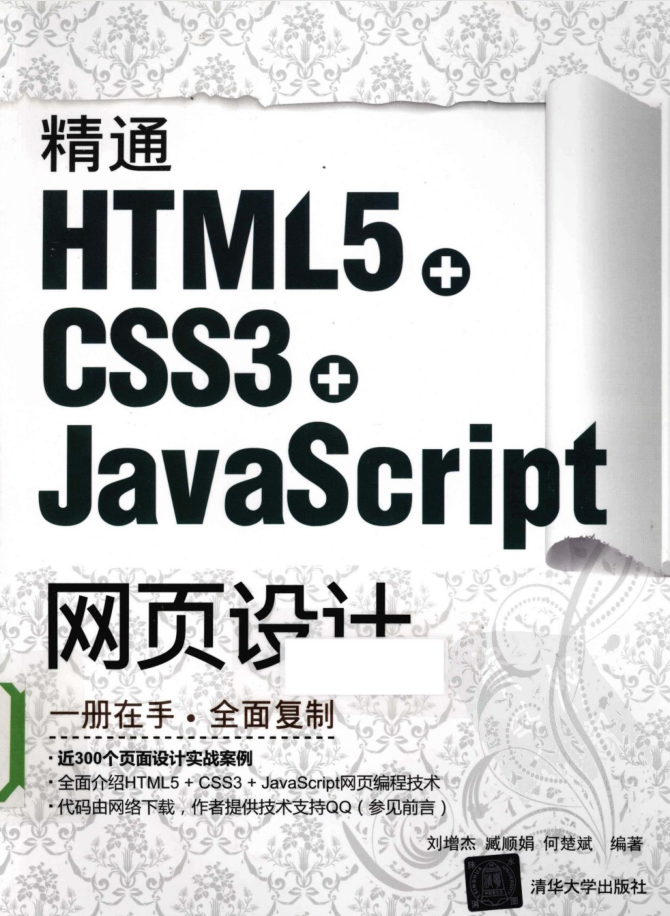 精通
HTML5+
CSS3+
JavaScript
网页设计
一册在手·全面复制
·近300个页面设计实战案例
·全面介绍HTML5 + CSS3 + JavaScript网页编程技术
·代码由网络下载，作者提供技术支持QQ（参见前言）
刘增杰 臧顺娟 何楚斌 编著
清华大学出版社